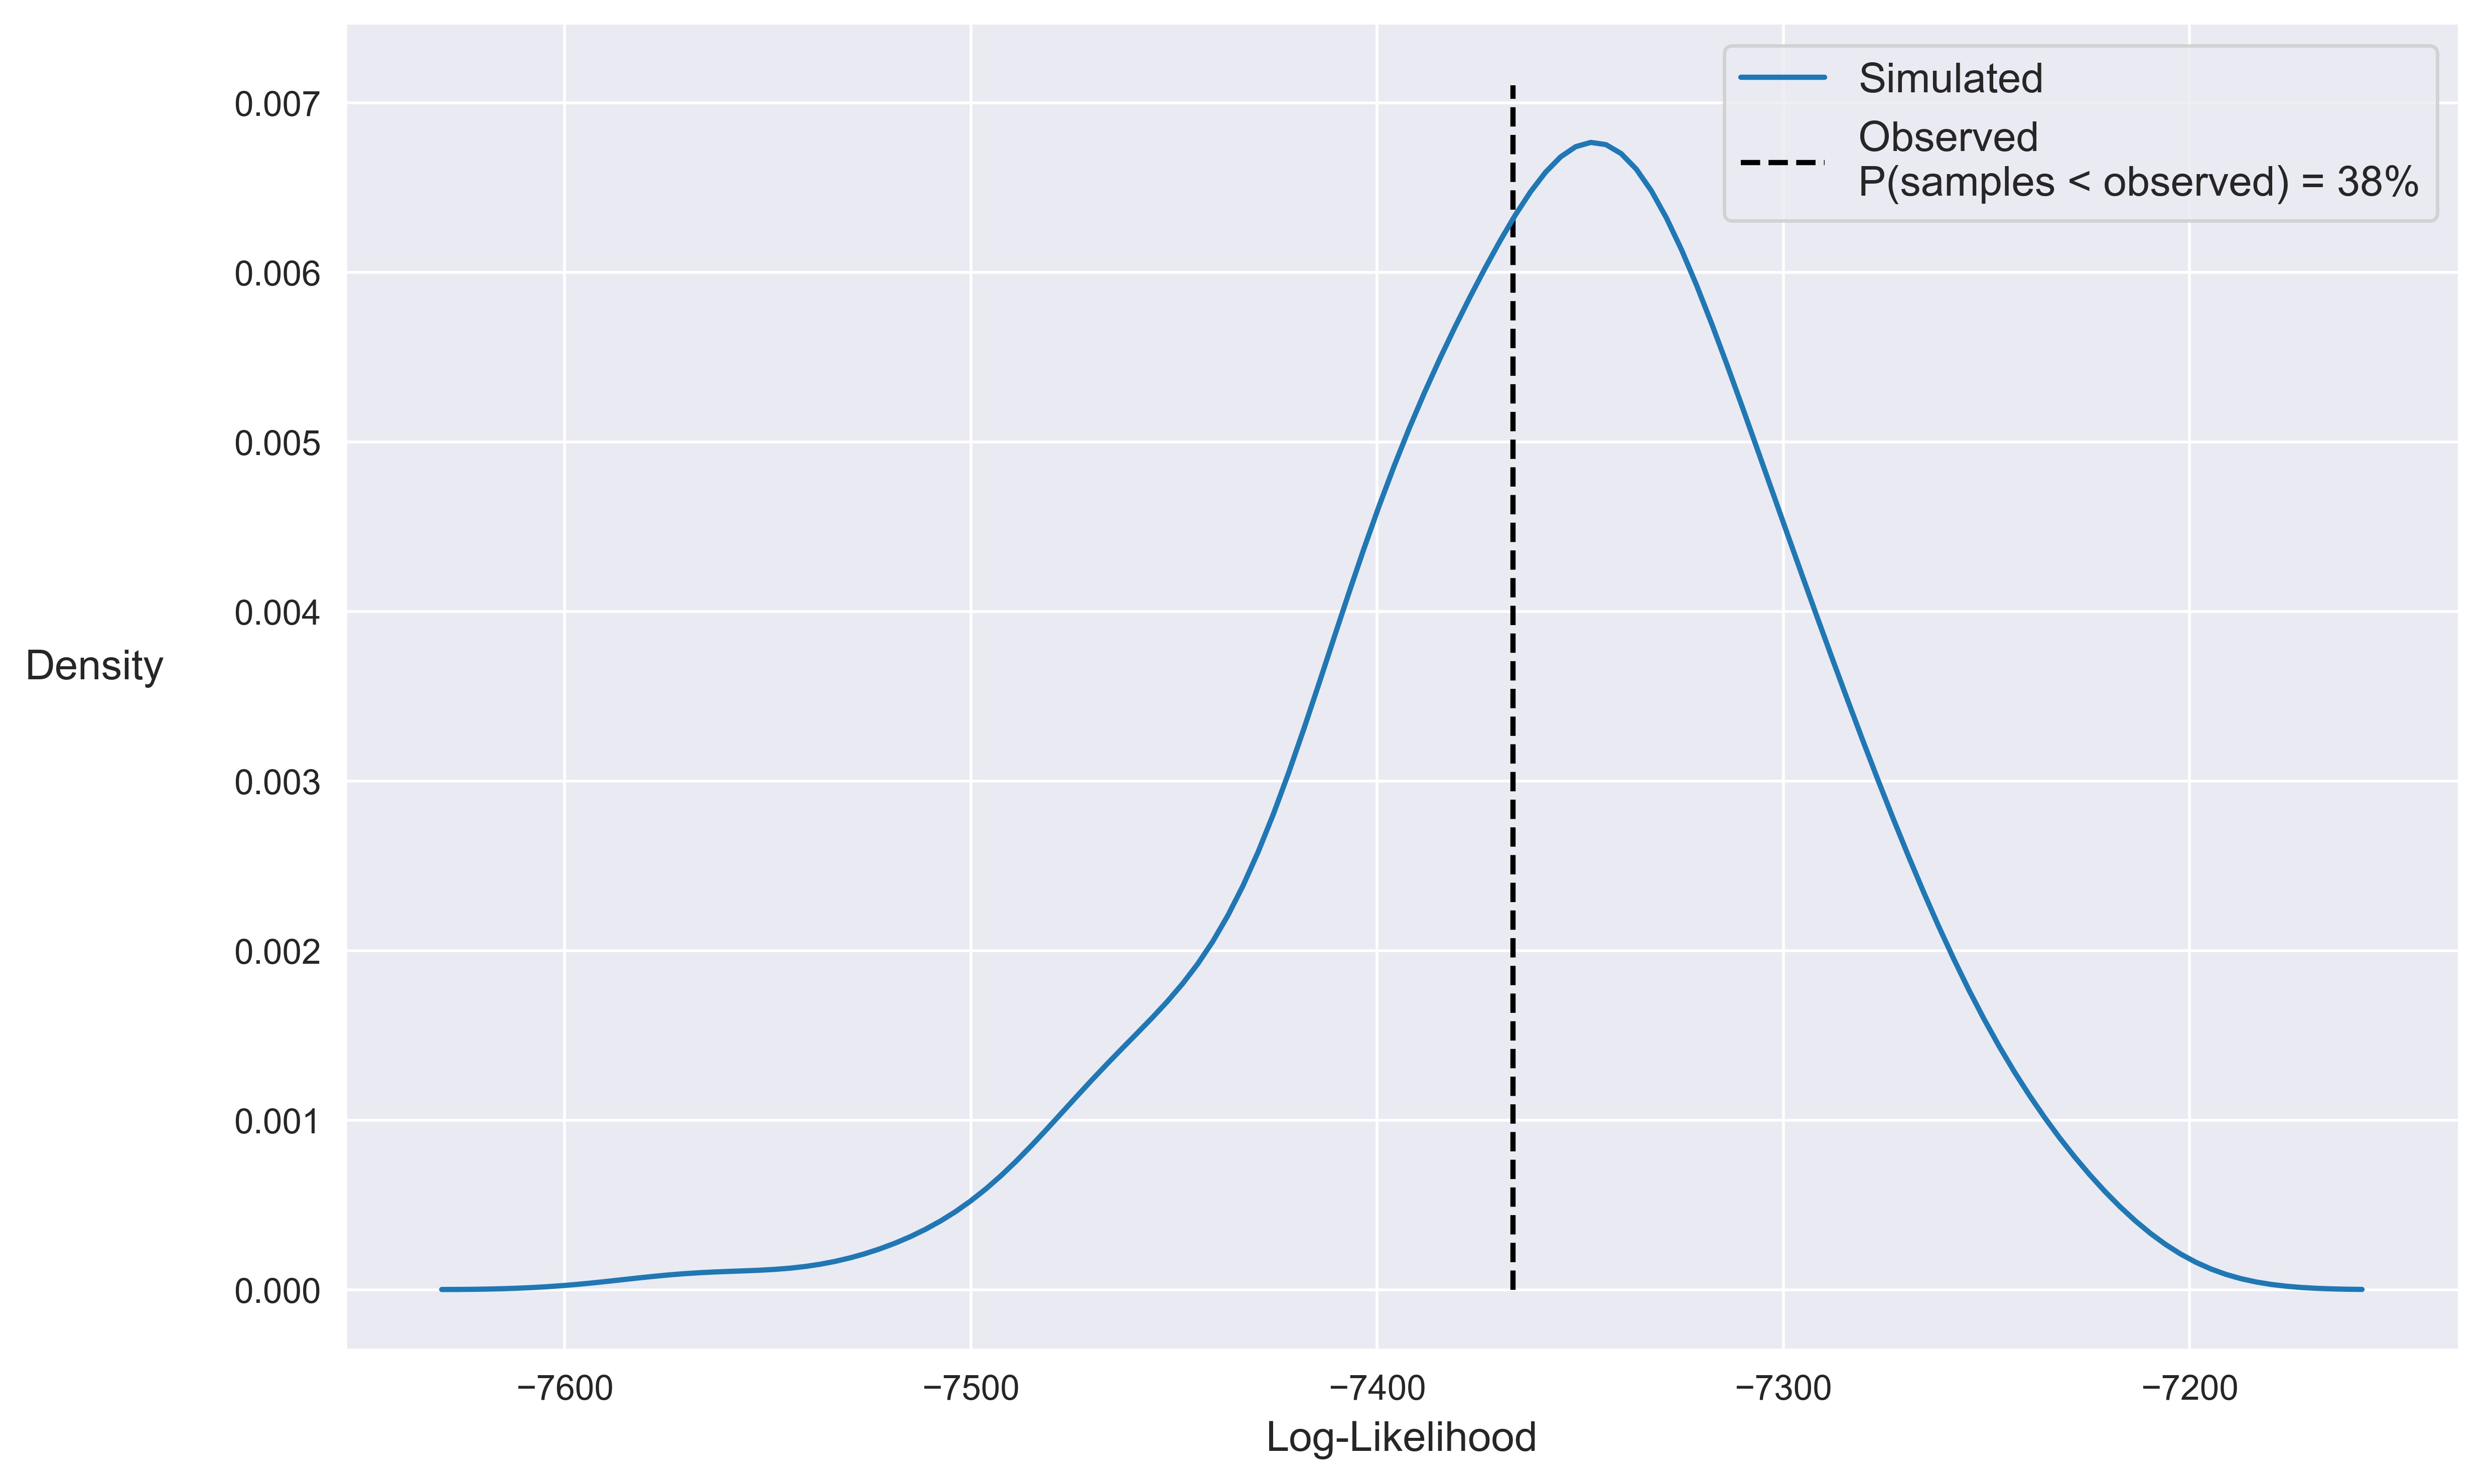 Simulated
Observed
P(samples < observed) = 38%
0.007
0.006
0.005
0.004
0.003
0.002
0.001
0.000
Density
−7600 −7500 −7400 −7300 −7200
Log-Likelihood